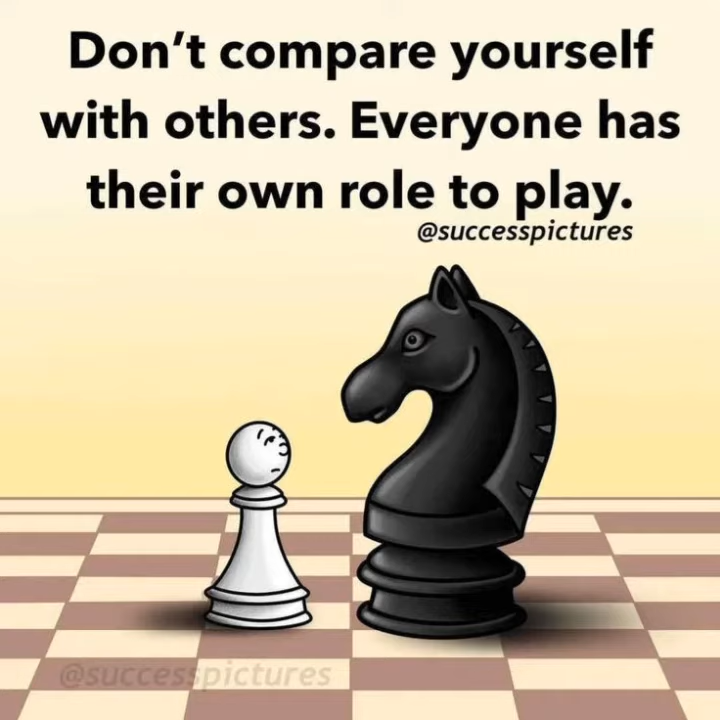 Don't compare yourself
with others. Everyone has
their own role to play.
@successpictures
@successpictures